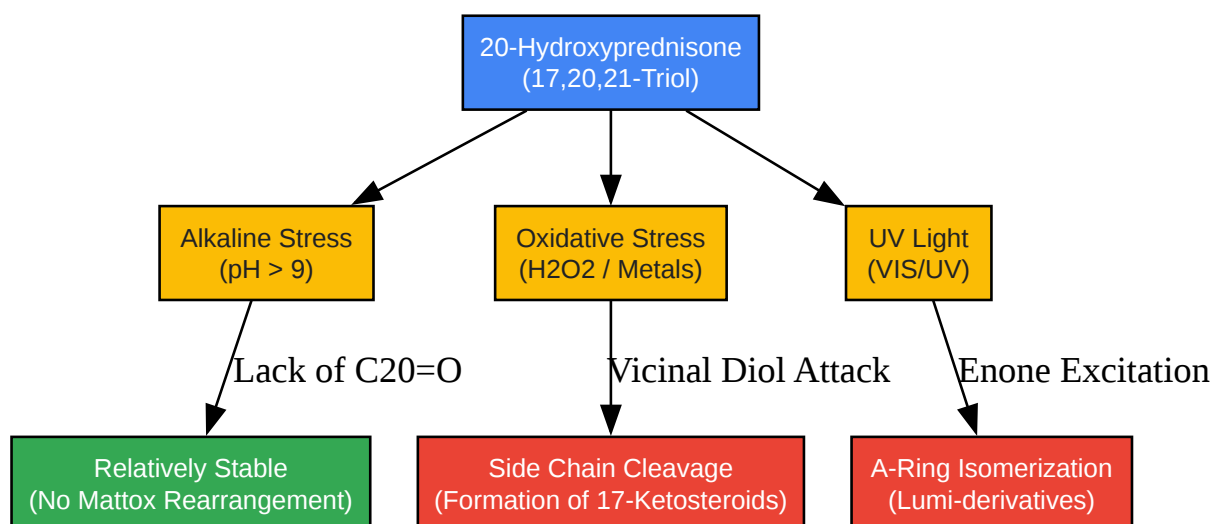 20-Hydroxyprednisone
(17,20,21-Triol)
Alkaline Stress
(pH > 9)
Oxidative Stress
(H2O2 / Metals)
UV Light
(VIS/UV)
Lack of C20=O
Vicinal Diol Attack
Enone Excitation
Relatively Stable
(No Mattox Rearrangement)
Side Chain Cleavage
(Formation of 17-Ketosteroids)
A-Ring Isomerization
(Lumi-derivatives)